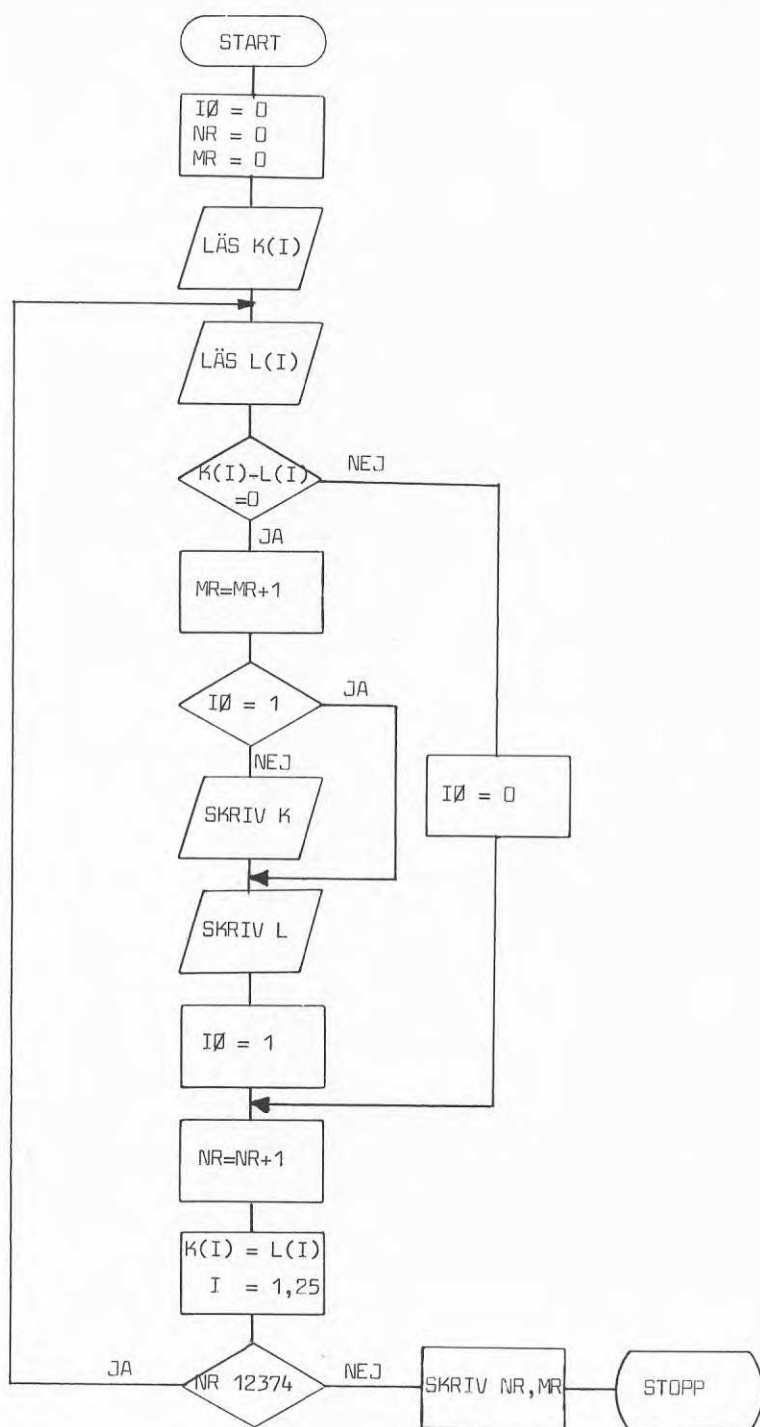 START
IØ = 0
NR = 0
MR = 0
LÄS K(I)
LÄS L(I)
K(I)-L(I)
=0
NEJ
JA
MR=MR+1
IØ = 1
JA
NEJ
SKRIV K
IØ = 0
SKRIV L
IØ = 1
NR=NR+1
K(I) = L(I)
I = 1,25
JA
NR 12374
NEJ
SKRIV NR,MR
STOPP